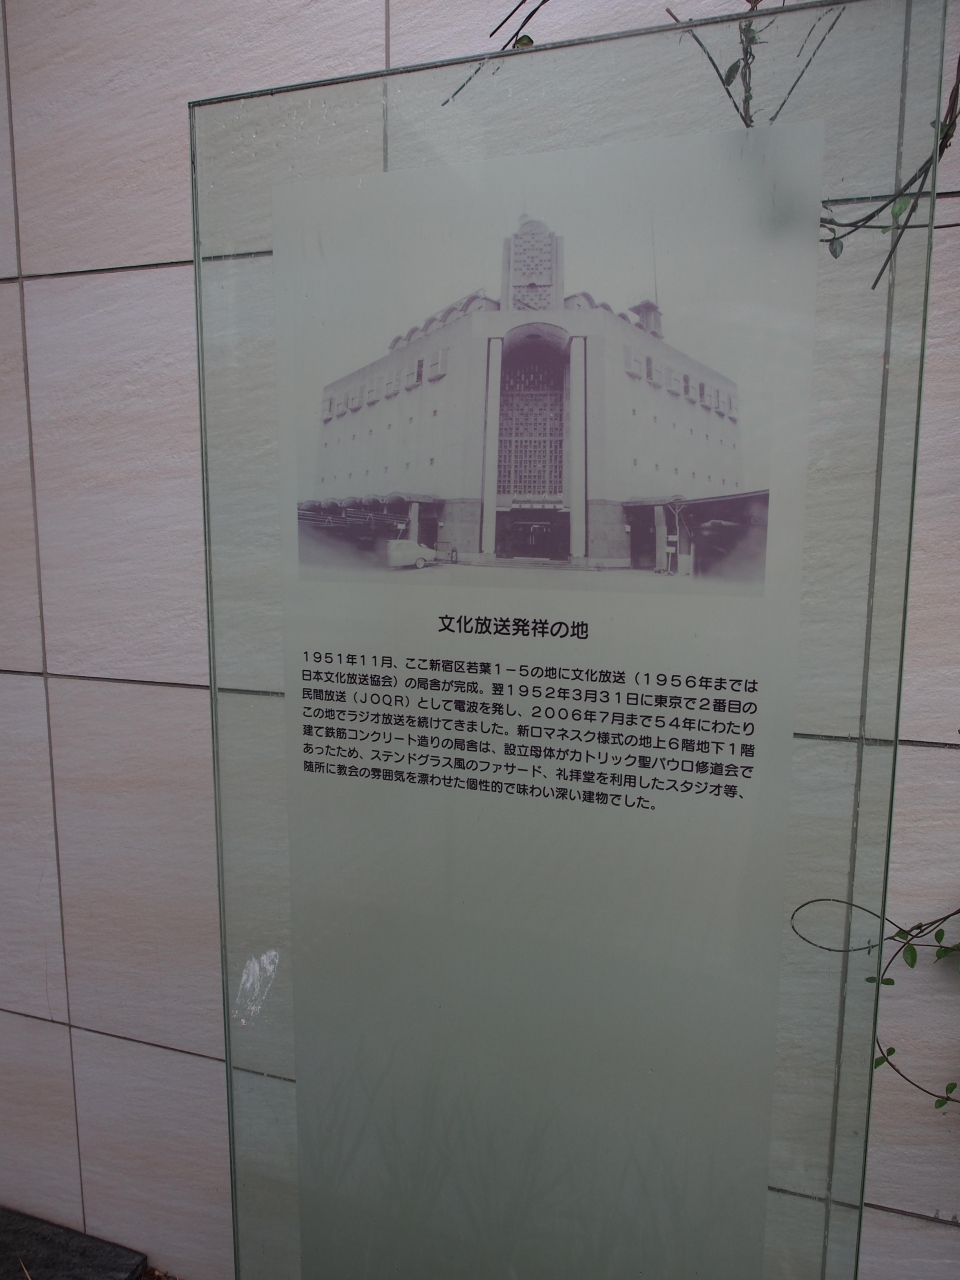 文化放送発祥の地
1951年11月、ここ新宿区若葉1−5の地に文化放送（1956年までは
日本文化放送協会）の局舎が完成。翌1952年3月31日に東京で2番目の
民間放送（JOQR）として電波を発し、2006年7月まで54年にわたり
この地でラジオ放送を続けてきました。新ロマネスク様式の地上6階地下1階
建て鉄筋コンクリート造りの局舎は、設立母体がカトリック聖パウロ修道会で
あったため、ステンドグラス風のファサード、礼拝堂を利用したスタジオ等、
随所に教会の雰囲気を漂わせた個性的で味わい深い建物でした。